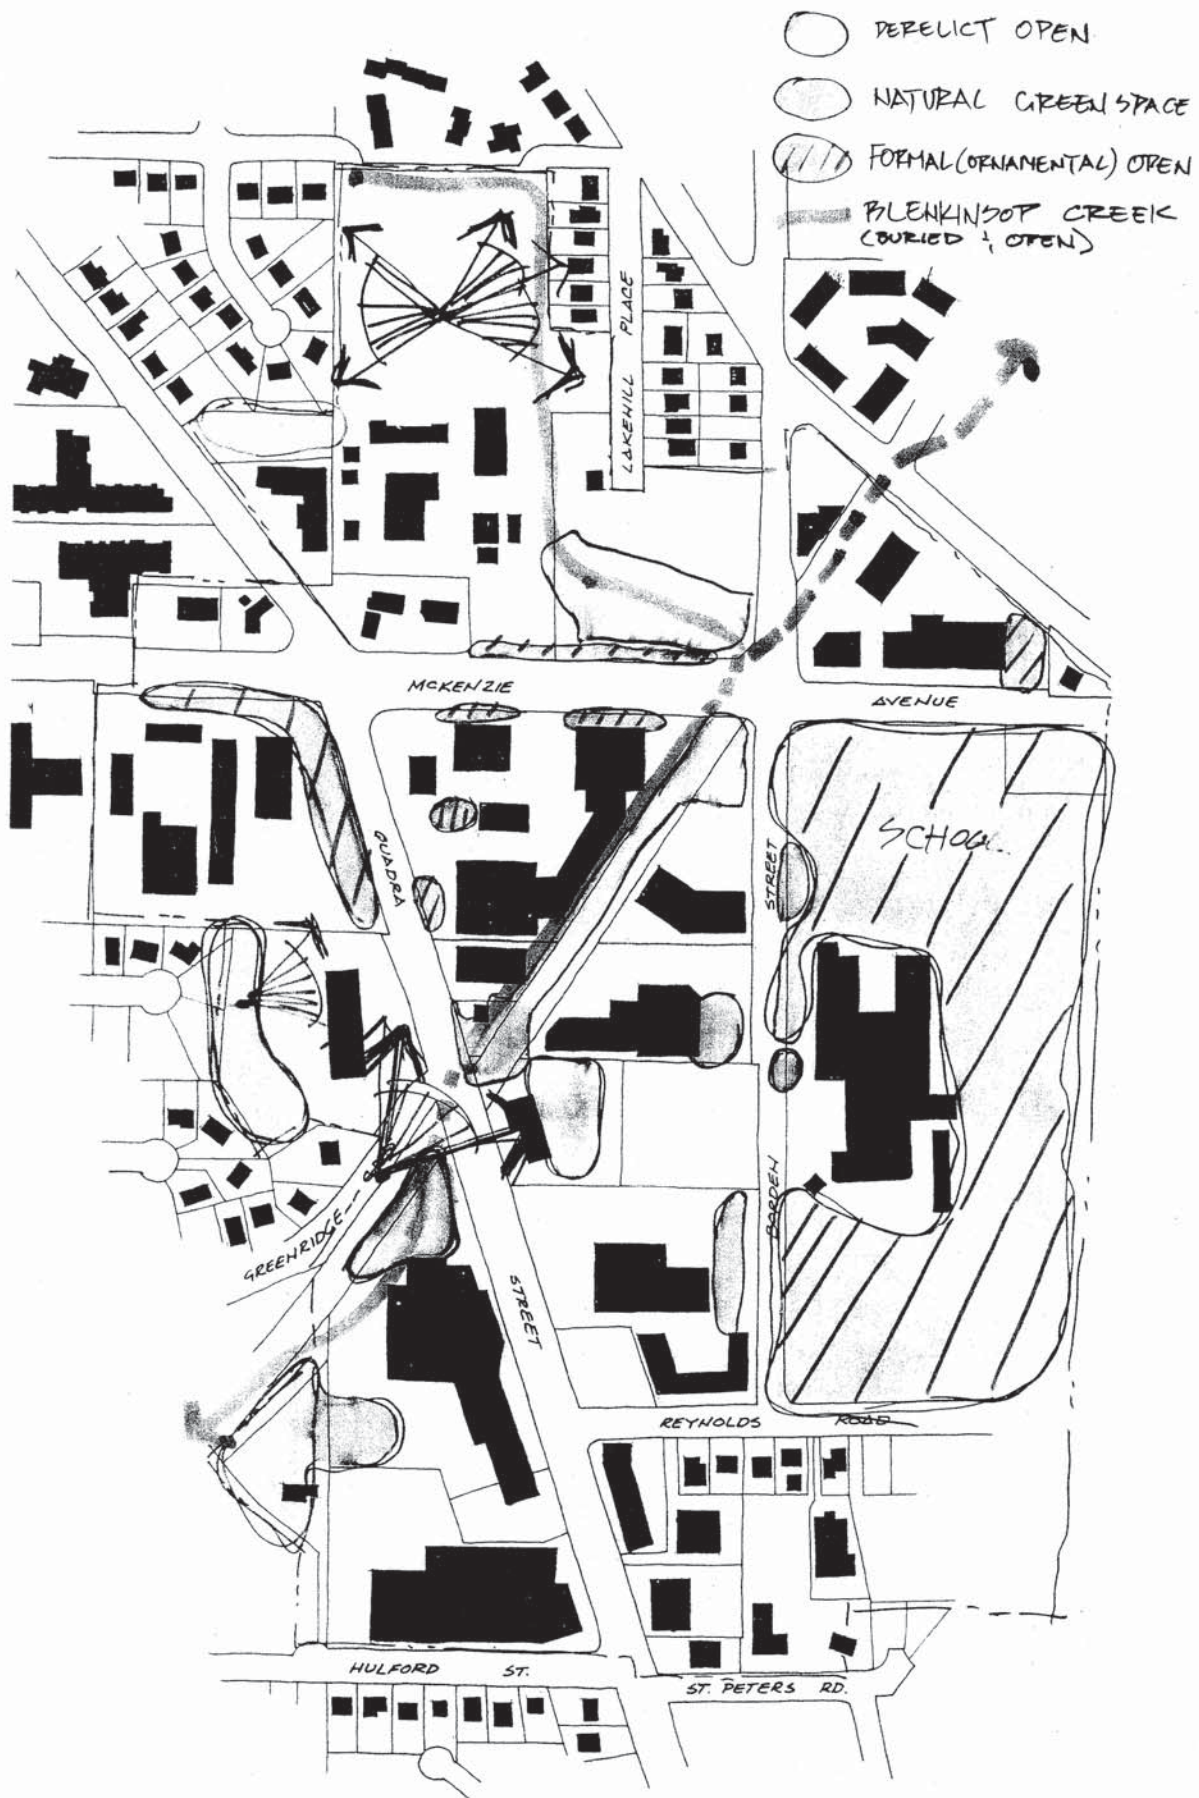 DERELICT OPEN
NATURAL GREEN SPACE
FORMAL (ORNAMENTAL) OPEN
BLENKINSOP CREEK
(BURIED & OPEN)
LAKEHILL PLACE
MCKENZIE
AVENUE
SCHOOL
QUADRA
STREET
BORDEN
GREENRIDGE
STREET
REYNOLDS ROAD
HULFORD ST.
ST. PETERS RD.